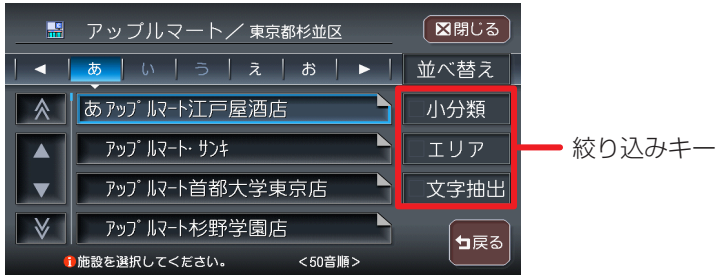 アップルマート／東京都杉並区
☒閉じる
◀ あ い う え お ▶
並べ替え
あ ｱｯﾌﾟﾙﾏｰﾄ江戸屋酒店
小分類
ｱｯﾌﾟﾙﾏｰﾄ･ｻﾝｷ
エリア
絞り込みキー
ｱｯﾌﾟﾙﾏｰﾄ首都大学東京店
文字抽出
ｱｯﾌﾟﾙﾏｰﾄ杉野学園店
戻る
施設を選択してください。
<50音順>